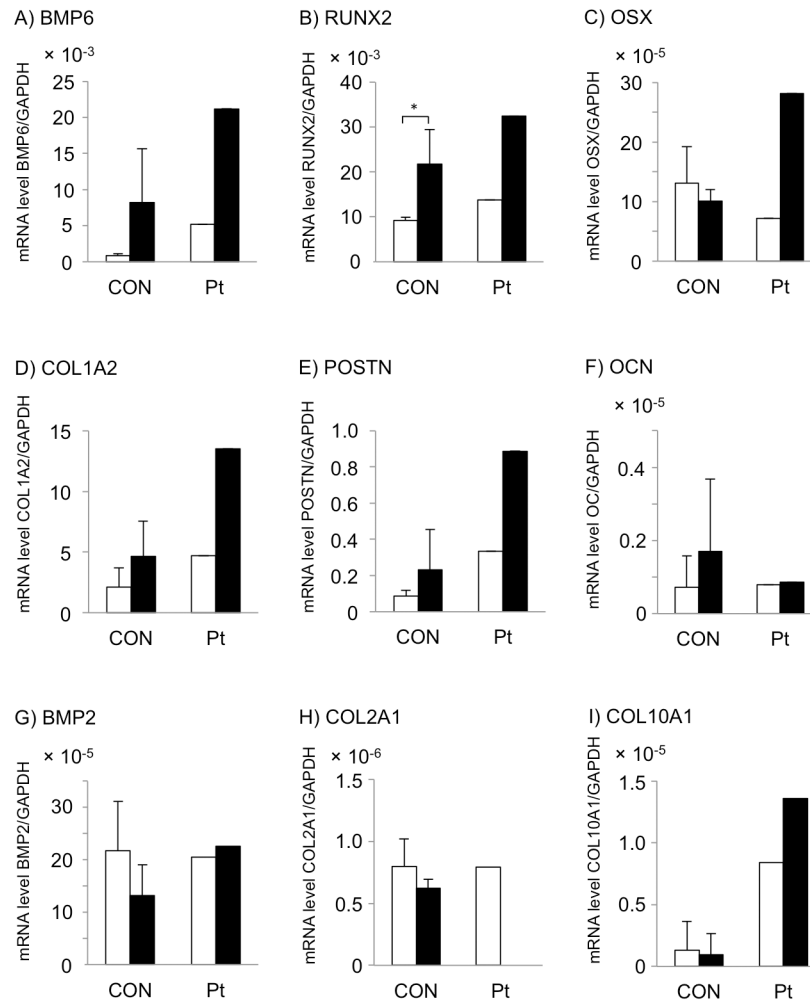 A) BMP6
× 10-3
mRNA level BMP6/GAPDH
25
20
15
10
5
0
CON
Pt
B) RUNX2
× 10-3
mRNA level RUNX2/GAPDH
40
30
20
10
0
*
CON
Pt
C) OSX
× 10-5
mRNA level OSX/GAPDH
30
20
10
0
CON
Pt
D) COL1A2
mRNA level COL1A2/GAPDH
15
10
5
0
CON
Pt
E) POSTN
mRNA level POSTN/GAPDH
1.0
0.8
0.6
0.4
0.2
0
CON
Pt
F) OCN
× 10-5
mRNA level OC/GAPDH
0.4
0.2
0
CON
Pt
G) BMP2
× 10-5
mRNA level BMP2/GAPDH
30
20
10
0
CON
Pt
H) COL2A1
× 10-6
mRNA level COL2A1/GAPDH
1.5
1.0
0.5
0
CON
Pt
I) COL10A1
× 10-5
mRNA level COL10A1/GAPDH
1.5
1.0
0.5
0
CON
Pt